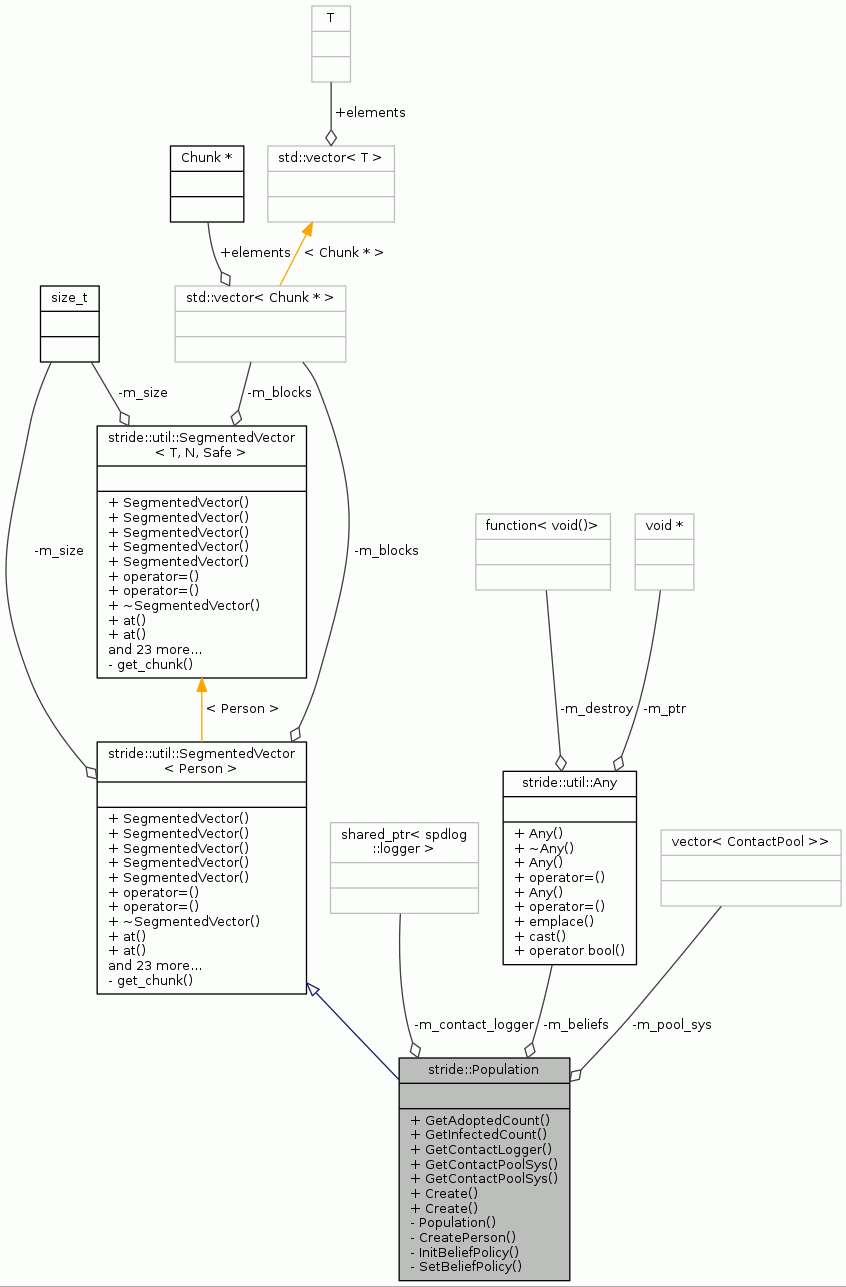 T
+elements
Chunk *
std::vector< T >
+elements
< Chunk * >
size_t
std::vector< Chunk * >
-m_size
-m_blocks
stride::util::SegmentedVector
< T, N, Safe >
+ SegmentedVector()
+ SegmentedVector()
+ SegmentedVector()
+ SegmentedVector()
+ SegmentedVector()
+ operator=()
+ operator=()
+ ~SegmentedVector()
+ at()
+ at()
and 23 more...
- get_chunk()
-m_size
-m_blocks
function< void()>
void *
< Person >
-m_destroy
-m_ptr
stride::util::SegmentedVector
< Person >
+ SegmentedVector()
+ SegmentedVector()
+ SegmentedVector()
+ SegmentedVector()
+ SegmentedVector()
+ operator=()
+ operator=()
+ ~SegmentedVector()
+ at()
+ at()
and 23 more...
- get_chunk()
shared_ptr< spdlog
::logger >
stride::util::Any
+ Any()
+ ~Any()
+ Any()
+ operator=()
+ Any()
+ operator=()
+ emplace()
+ cast()
+ operator bool()
vector< ContactPool >>
-m_contact_logger
-m_beliefs
-m_pool_sys
stride::Population
+ GetAdoptedCount()
+ GetInfectedCount()
+ GetContactLogger()
+ GetContactPoolSys()
+ GetContactPoolSys()
+ Create()
+ Create()
- Population()
- CreatePerson()
- InitBeliefPolicy()
- SetBeliefPolicy()